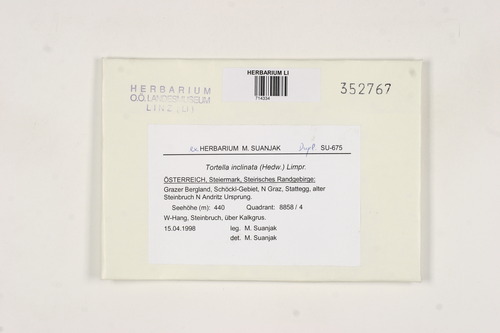 HERBARIUM LI
714334
HERBARIUM
O.Ö. LANDESMUSEUM
LINZ/LI
352767
ex HERBARIUM M. SUANJAK Dupl. SU-675
Tortella inclinata (Hedw.) Limpr.
ÖSTERREICH, Steiermark, Steirisches Randgebirge:
Grazer Bergland, Schöckl-Gebiet, N Graz, Stattegg, alter
Steinbruch N Andritz Ursprung.
Seehöhe (m): 440 Quadrant: 8858 / 4
W-Hang, Steinbruch, über Kalkgrus.
15.04.1998 leg. M. Suanjak
det. M. Suanjak